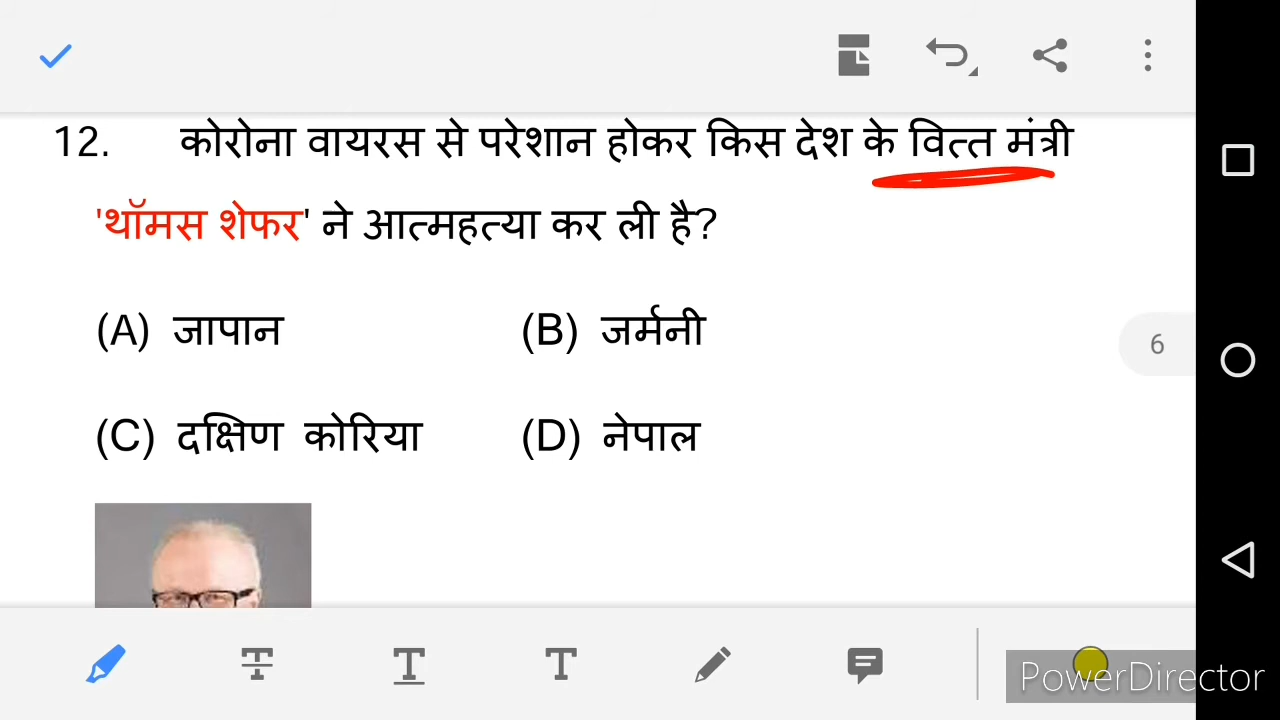 12. कोरोना वायरस से परेशान होकर किस देश के वित्त मंत्री
'थॉमस शेफर' ने आत्महत्या कर ली है?
(A) जापान (B) जर्मनी
6
(C) दक्षिण कोरिया (D) नेपाल
T T T
PowerDirector